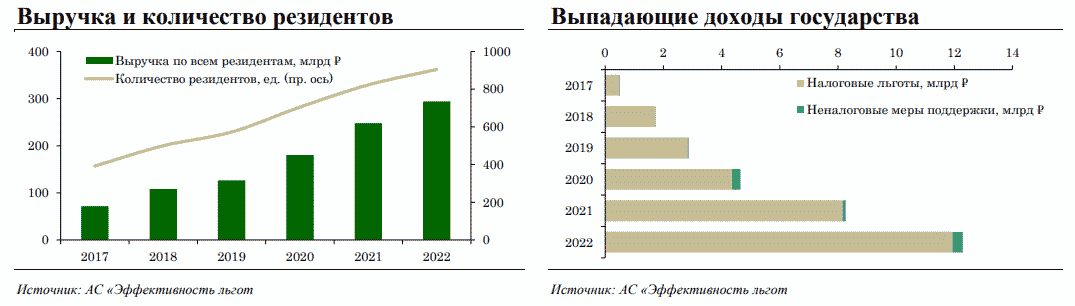 Выручка и количество резидентов
400
300
200
100
0
Выручка по всем резидентам, млрд ₽
Количество резидентов, ед. (пр. ось)
1000
800
600
400
200
0
2017 2018 2019 2020 2021 2022
Источник: АС «Эффективность льгот
Выпадающие доходы государства
0 2 4 6 8 10 12 14
2017
2018
2019
2020
2021
2022
Налоговые льготы, млрд ₽
Неналоговые меры поддержки, млрд ₽
Источник: АС «Эффективность льгот